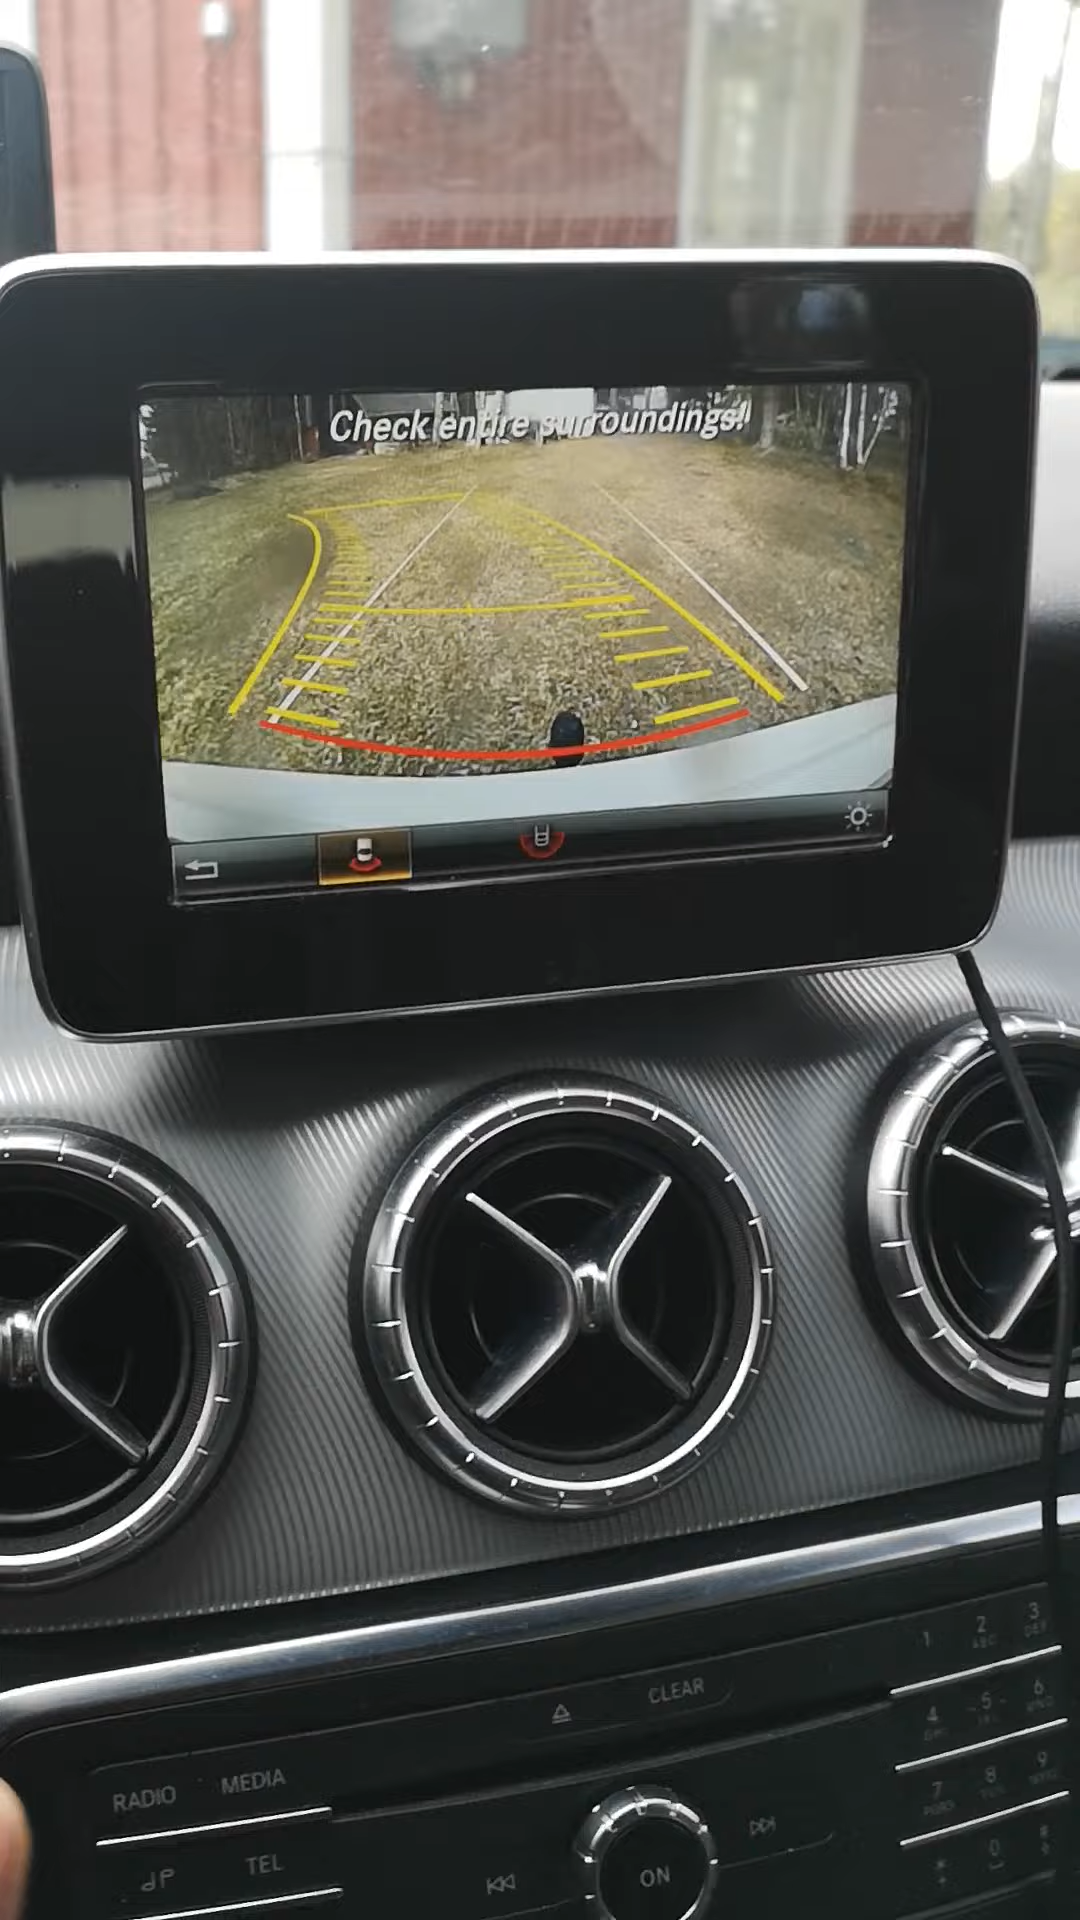 Check entire surroundings!
CLEAR
1 2 3
ABC DEF
4 5 6
RADIO MEDIA
7 8 9
TEL
0
ON
* #